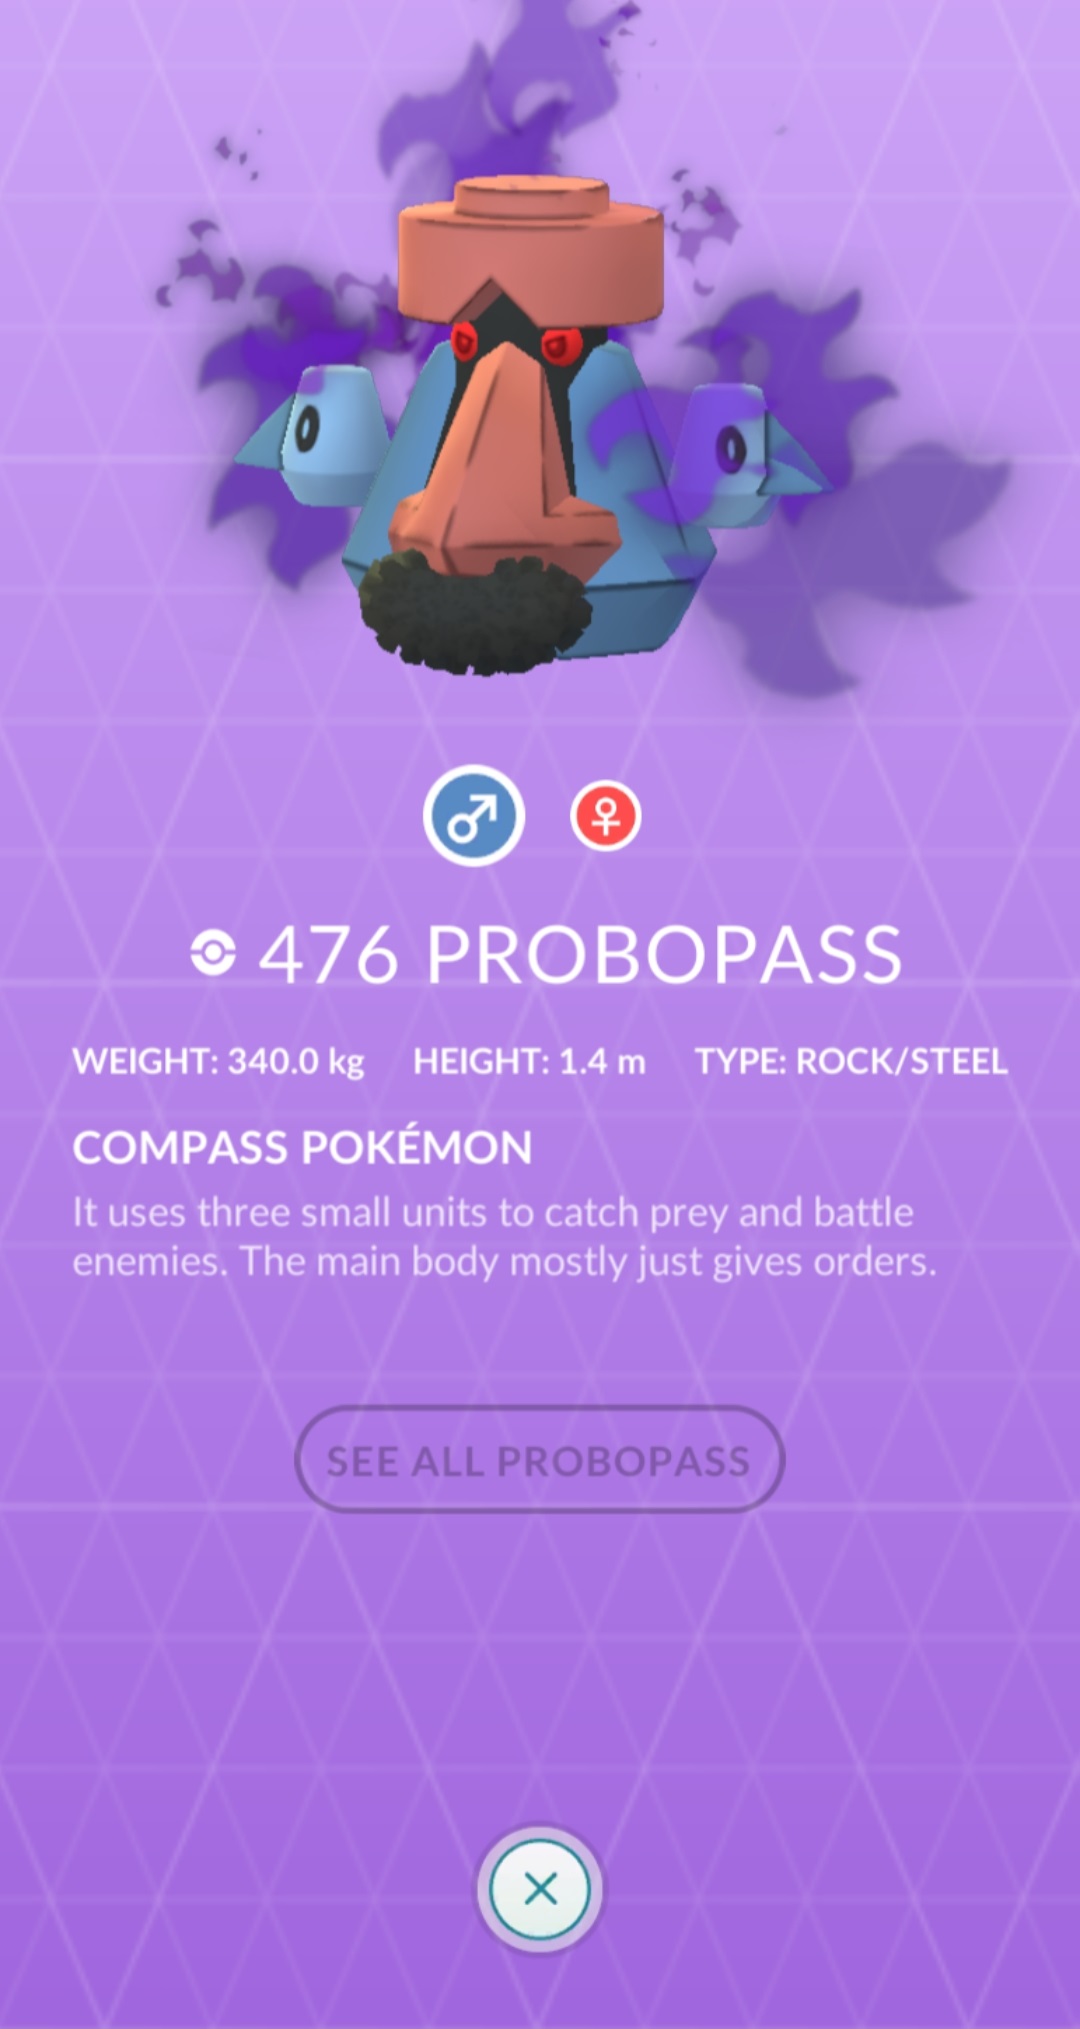 476 PROBOPASS
WEIGHT: 340.0 kg HEIGHT: 1.4 m TYPE: ROCK/STEEL
COMPASS POKÉMON
It uses three small units to catch prey and battle
enemies. The main body mostly just gives orders.
SEE ALL PROBOPASS